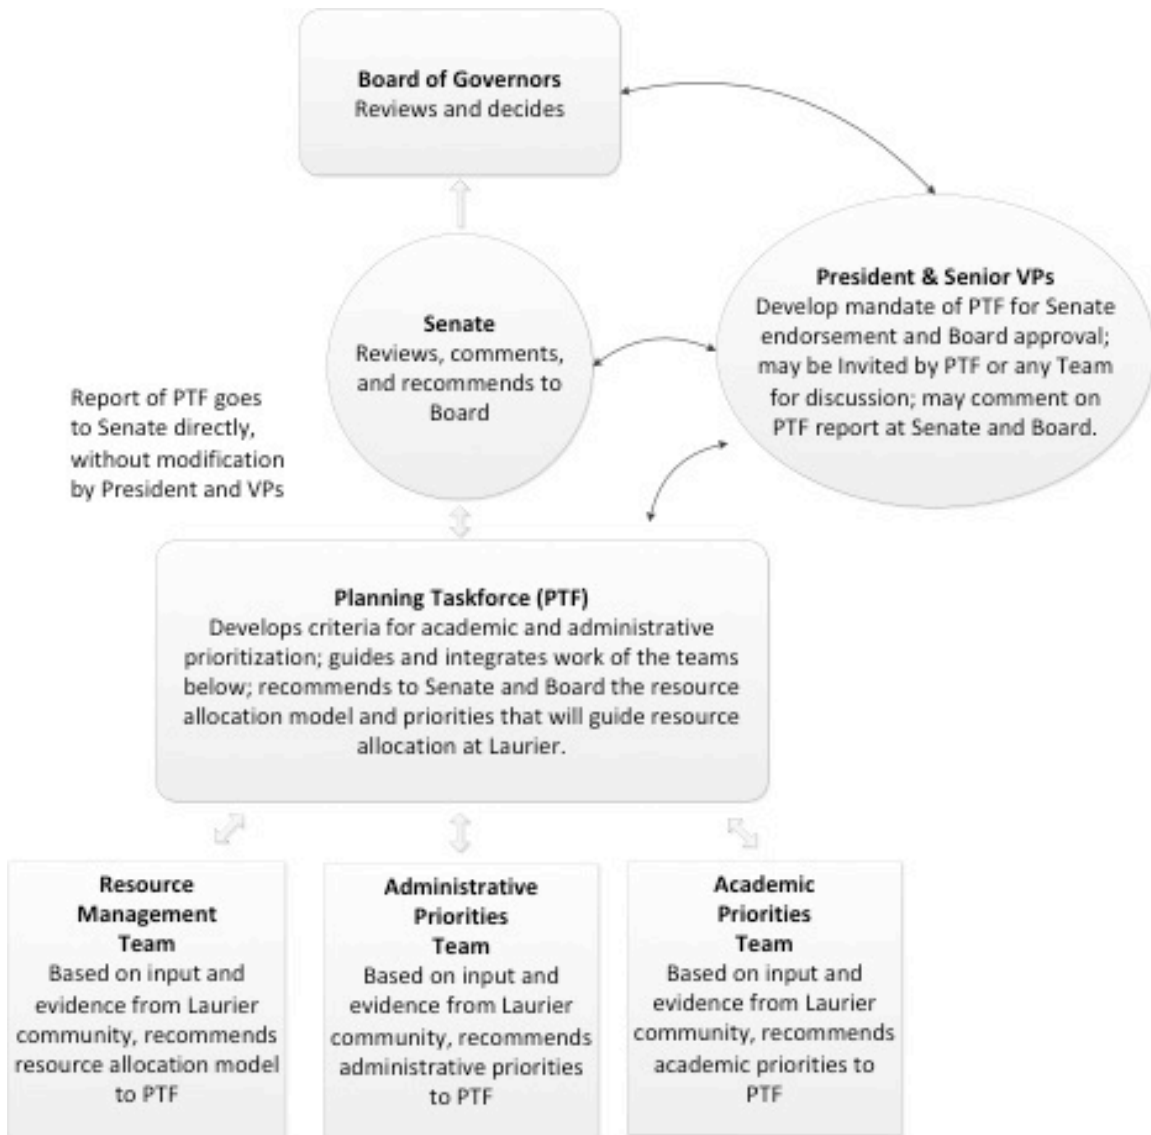 Board of Governors
Reviews and decides
President & Senior VPs
Develop mandate of PTF for Senate
endorsement and Board approval;
may be Invited by PTF or any Team
for discussion; may comment on
PTF report at Senate and Board.
Senate
Reviews, comments,
and recommends to
Board
Report of PTF goes
to Senate directly,
without modification
by President and VPs
Planning Taskforce (PTF)
Develops criteria for academic and administrative
prioritization; guides and integrates work of the teams
below; recommends to Senate and Board the resource
allocation model and priorities that will guide resource
allocation at Laurier.
Resource
Management
Team
Based on input and
evidence from Laurier
community, recommends
resource allocation model
to PTF
Administrative
Priorities
Team
Based on input and
evidence from Laurier
community, recommends
administrative priorities
to PTF
Academic
Priorities
Team
Based on input and
evidence from Laurier
community, recommends
academic priorities to
PTF